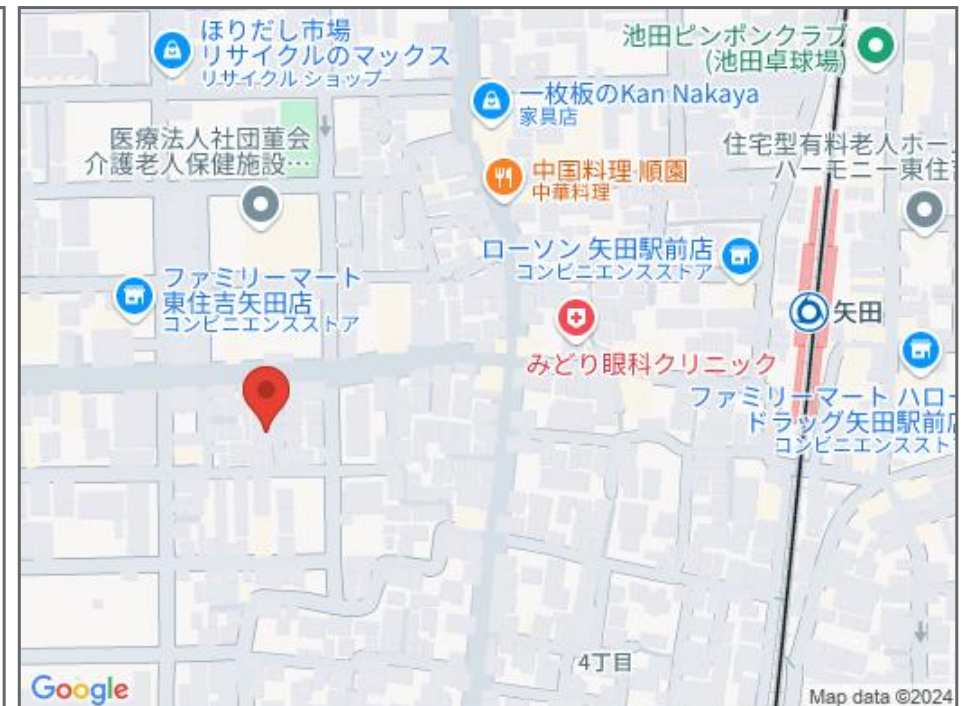 ほりだし市場
リサイクルのマックス
リサイクル ショップ
池田ピンポンクラブ
(池田卓球場)
一枚板のKan Nakaya
家具店
医療法人社団菫会
介護老人保健施設…
住宅型有料老人ホー
ハーモニー東住
中国料理 順園
中華料理
ローソン 矢田駅前店
コンビニエンスストア
ファミリーマート
東住吉矢田店
コンビニエンスストア
矢田
みどり眼科クリニック
ファミリーマート ハロー
ドラッグ矢田駅前
コンビニエンススト
4丁目
Google
Map data ©2024